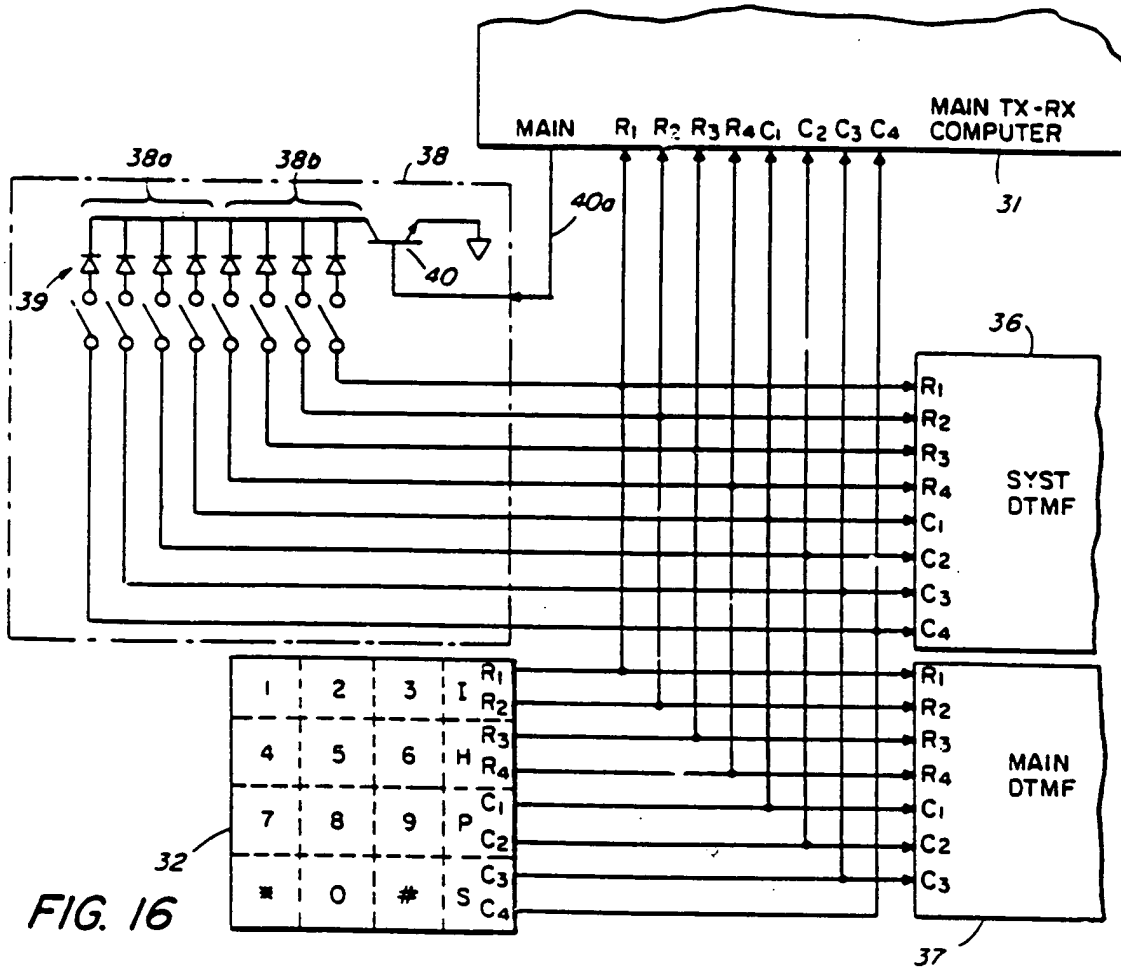 MAIN TX-RX
COMPUTER
MAIN R1 R2 R3 R4 C1 C2 C3 C4
31
38a 38b 38
40a
40
39
36
R1
R2
R3
R4
C1
C2
C3
C4
SYST
DTMF
1 2 3 I
4 5 6 H
7 8 9 P
* 0 # S
R1
R2
R3
R4
C1
C2
C3
C4
32
R1
R2
R3
R4
C1
C2
C3
MAIN
DTMF
37
FIG. 16